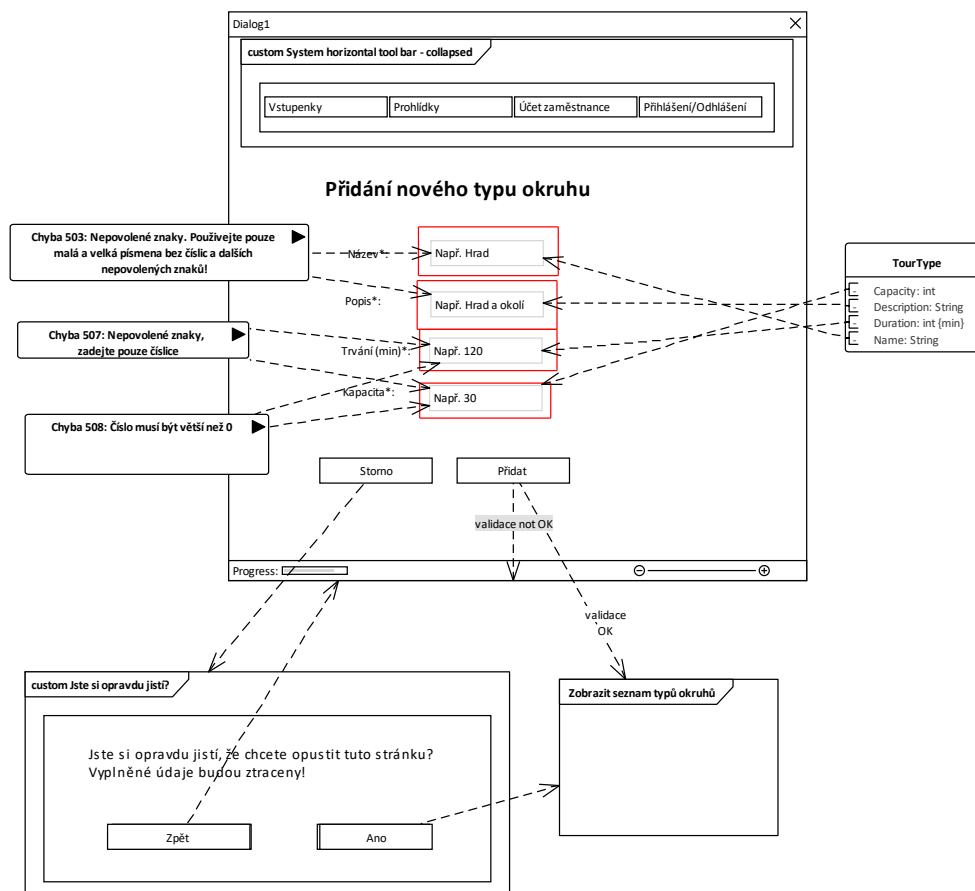 Dialog1
custom System horizontal tool bar - collapsed
Vstupenky
Prohlídky
Účet zaměstnance
Přihlášení/Odhlášení
Přidání nového typu okruhu
Chyba 503: Nepovolené znaky. Použivejte pouze
malá a velká písmena bez číslic a dalších
nepovolených znaků!
Název*:
Např. Hrad
Popis*:
Např. Hrad a okolí
Chyba 507: Nepovolené znaky,
zadejte pouze číslice
Trvání (min)*:
Např. 120
Kapacita*:
Např. 30
Chyba 508: Číslo musí být větší než 0
TourType
- Capacity: int
- Description: String
- Duration: int {min}
- Name: String
Storno
Přidat
validace not OK
Progress:
validace
OK
custom Jste si opravdu jistí?
Jste si opravdu jistí, že chcete opustit tuto stránku?
Vyplněné údaje budou ztraceny!
Zpět
Ano
Zobrazit seznam typů okruhů